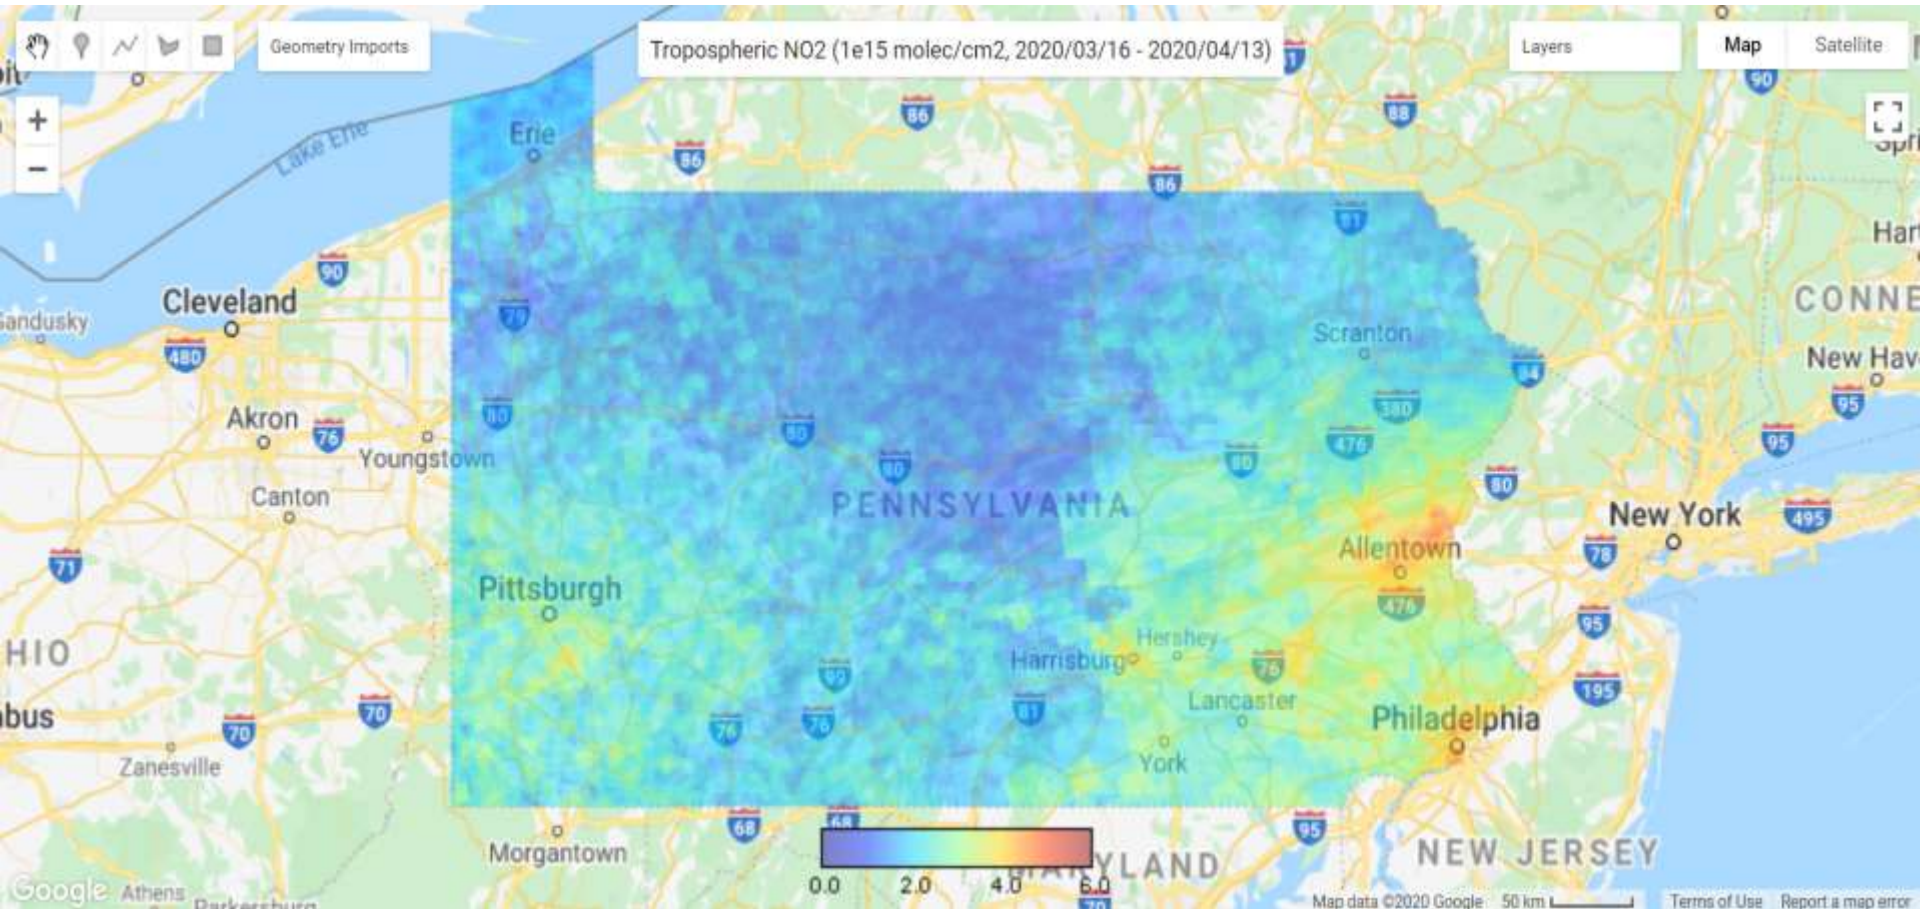 Geometry Imports
Tropospheric NO2 (1e15 molec/cm2, 2020/03/16 - 2020/04/13)
Layers
Map
Satellite
+
−
Lake Erie
Erie
86
86
86
88
90
81
90
79
Cleveland
Sandusky
480
CONNE
Scranton
84
New Hav
95
Akron
76
Youngstown
80
80
80
80
380
476
95
80
Canton
PENNSYLVANIA
New York
495
71
Allentown
78
476
Pittsburgh
95
HIO
Harrisburg
Hershey
76
99
Lancaster
195
bus
70
70
76
76
81
Philadelphia
Zanesville
York
Morgantown
68
68
95
NEW JERSEY
0.0 2.0 4.0 6.0
70
Google
Athens
Parkersburg
Map data ©2020 Google
50 km
Terms of Use
Report a map error